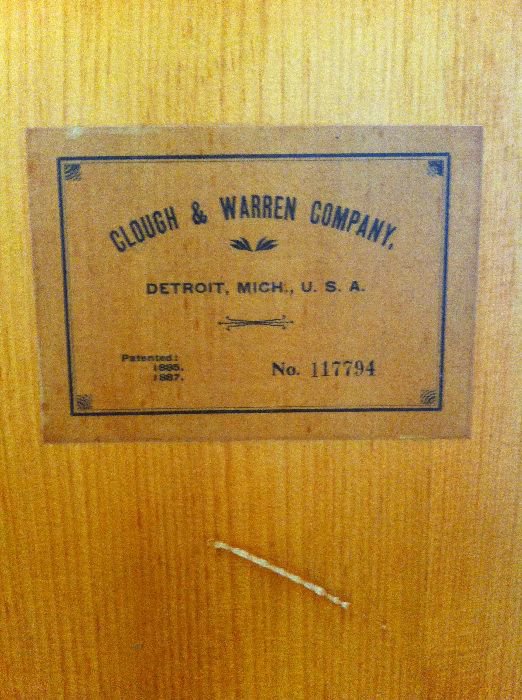 CLOUGH & WARREN COMPANY.
DETROIT, MICH., U. S. A.
Patented:
1885.
1887.
No. 117794